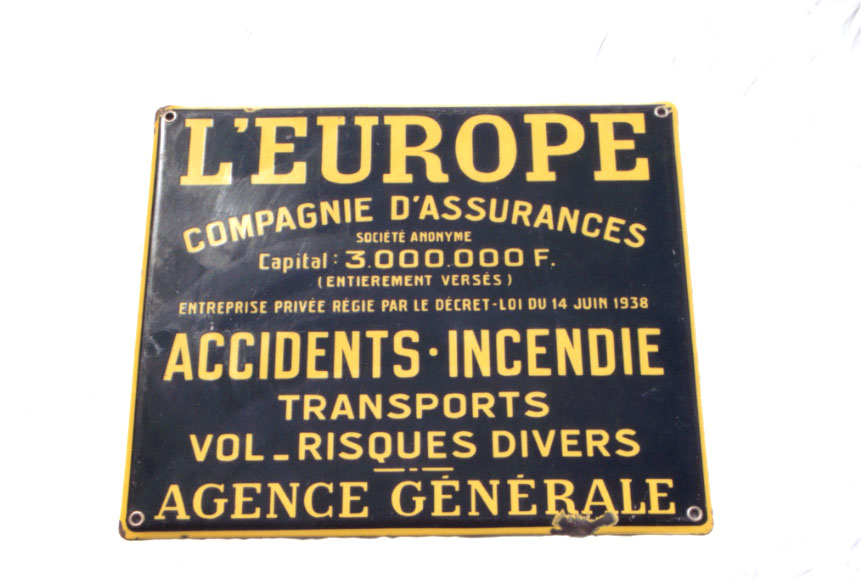 L'EUROPE
COMPAGNIE D'ASSURANCES
SOCIÉTÉ ANONYME
Capital : 3.000.000 F.
(ENTIEREMENT VERSÉS)
ENTREPRISE PRIVÉE RÉGIE PAR LE DÉCRET-LOI DU 14 JUIN 1938
ACCIDENTS · INCENDIE
TRANSPORTS
VOL - RISQUES DIVERS
AGENCE GÉNÉRALE